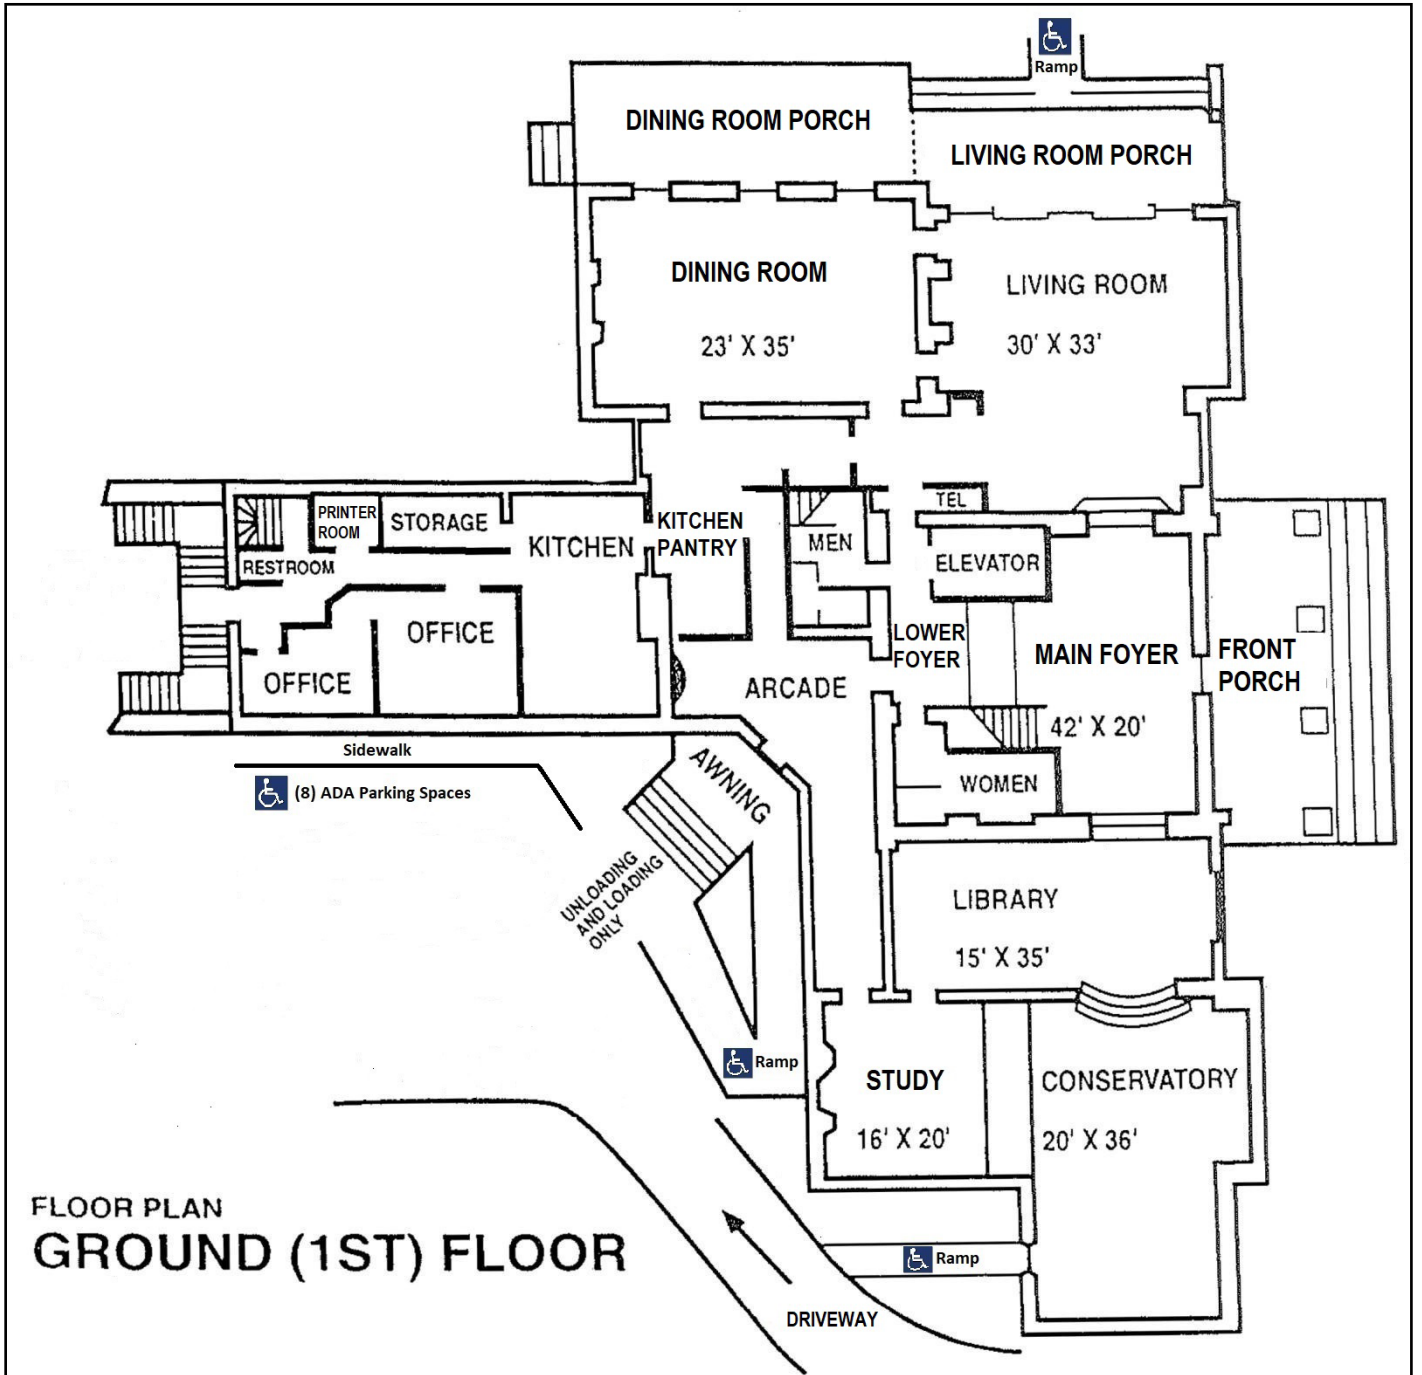 Ramp
DINING ROOM PORCH
LIVING ROOM PORCH
DINING ROOM
23' X 35'
LIVING ROOM
30' X 33'
TEL
PRINTER
ROOM
STORAGE
KITCHEN
KITCHEN
PANTRY
MEN
ELEVATOR
RESTROOM
OFFICE
OFFICE
LOWER
FOYER
MAIN FOYER
42' X 20'
FRONT
PORCH
ARCADE
Sidewalk
(8) ADA Parking Spaces
AWNING
WOMEN
UNLOADING
AND LOADING
ONLY
LIBRARY
15' X 35'
Ramp
STUDY
16' X 20'
CONSERVATORY
20' X 36'
FLOOR PLAN
GROUND (1ST) FLOOR
Ramp
DRIVEWAY